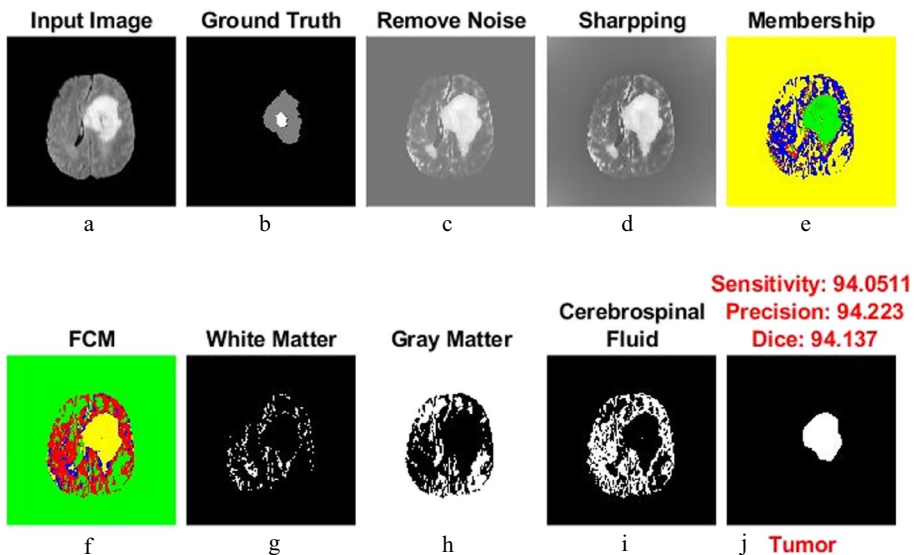 Input Image
Ground Truth
Remove Noise
Sharpping
Membership
a
b
c
d
e
FCM
White Matter
Gray Matter
Cerebrospinal
Fluid
Sensitivity: 94.0511
Precision: 94.223
Dice: 94.137
f
g
h
i
j
Tumor